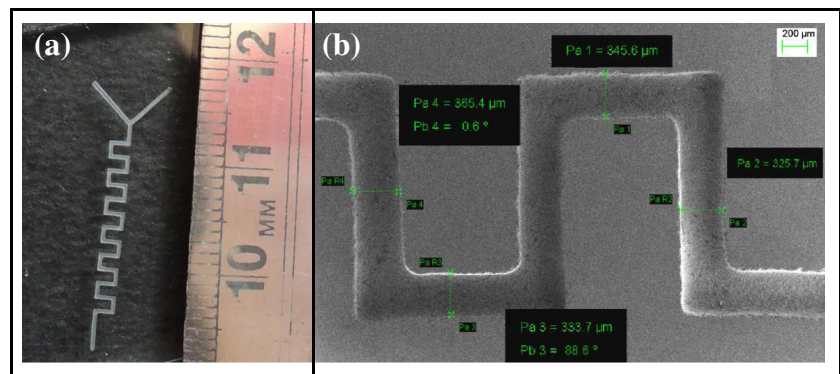 (a)
12
11
10 MM
(b)
200 µm
Pa 1 = 345.6 µm
Pa 4 = 365.4 µm
Pb 4 = 0.6 °
Pa 1
Pa 2 = 325.7 µm
Pa R4
Pa 4
Pa R2
Pa 2
Pa R3
Pa 3
Pa 3 = 333.7 µm
Pb 3 = 88.6 °